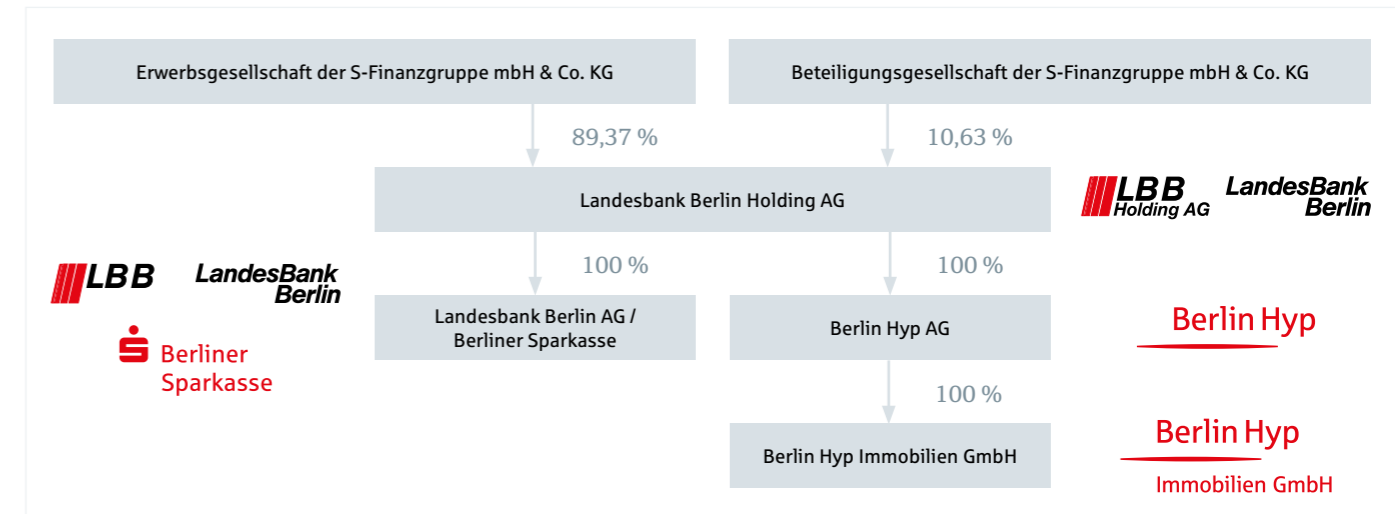 Erwerbsgesellschaft der S-Finanzgruppe mbH & Co. KG
Beteiligungsgesellschaft der S-Finanzgruppe mbH & Co. KG
89,37 %
10,63 %
Landesbank Berlin Holding AG
LBB
Holding AG
LandesBank
Berlin
100 %
100 %
LBB
LandesBank
Berlin
Berliner
Sparkasse
Landesbank Berlin AG /
Berliner Sparkasse
Berlin Hyp AG
Berlin Hyp
100 %
Berlin Hyp Immobilien GmbH
Berlin Hyp
Immobilien GmbH